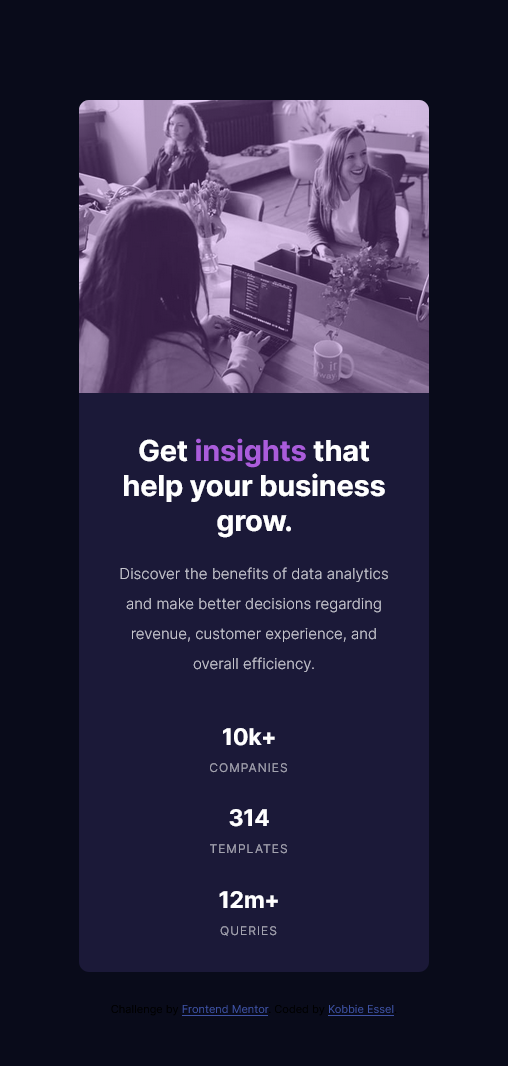 Get insights that
help your business
grow.
Discover the benefits of data analytics
and make better decisions regarding
revenue, customer experience, and
overall efficiency.
10k+
COMPANIES
314
TEMPLATES
12m+
QUERIES
Challenge by Frontend Mentor. Coded by Kobbie Essel